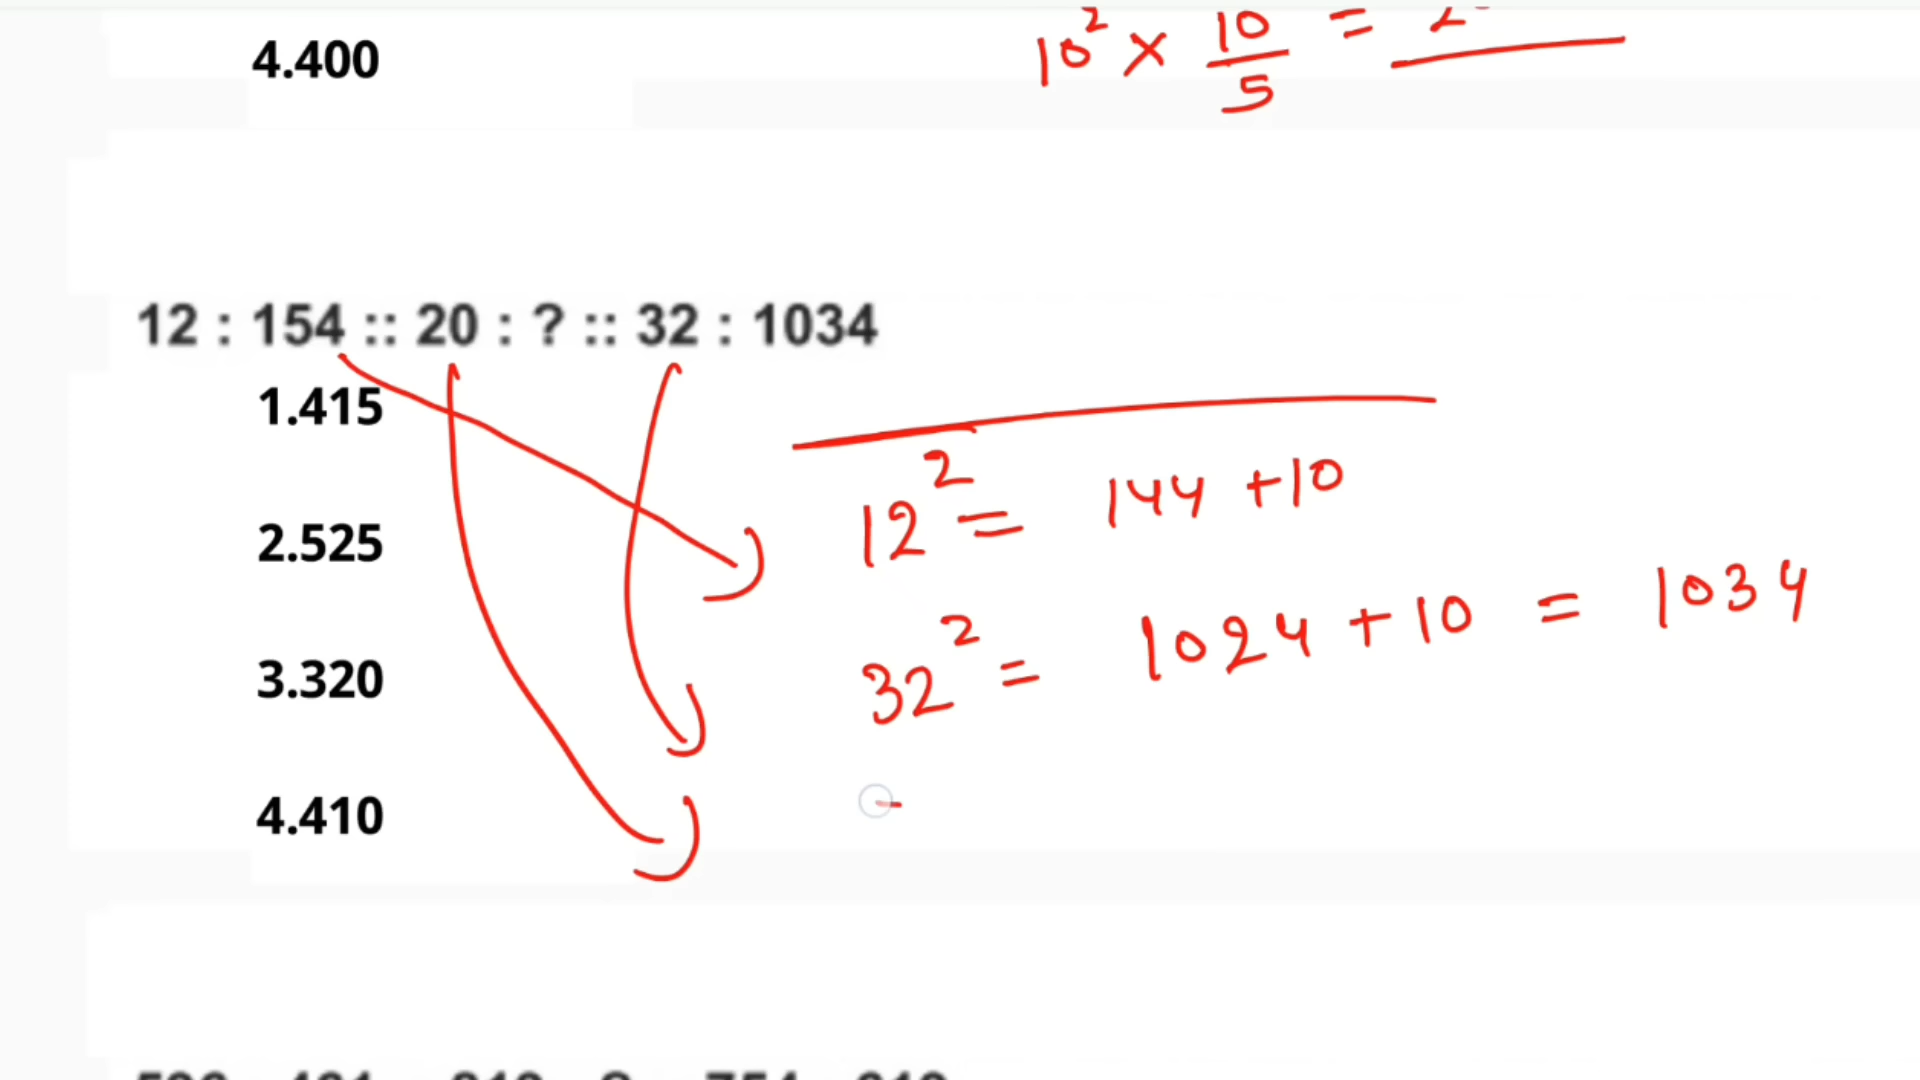 4.400
10² × 10/5 =
12 : 154 :: 20 : ? :: 32 : 1034
1.415
2.525
3.320
4.410
12² = 144 +10
32² = 1024 + 10 = 1034